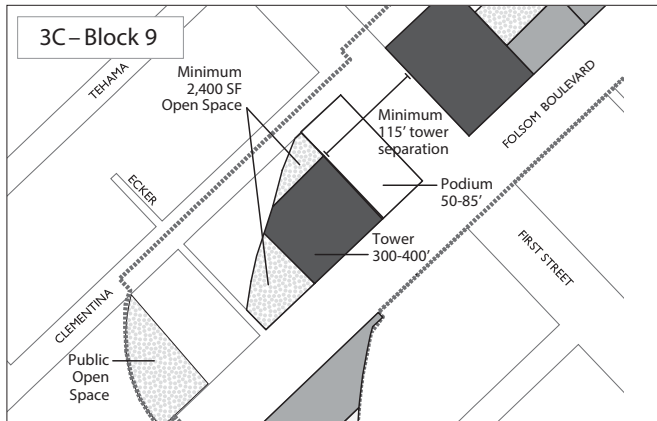 3C – Block 9
TEHAMA
Minimum
2,400 SF
Open Space
Minimum
115' tower
separation
FOLSOM BOULEVARD
ECKER
Podium
50-85'
Tower
300-400'
FIRST STREET
CLEMENTINA
Public
Open
Space